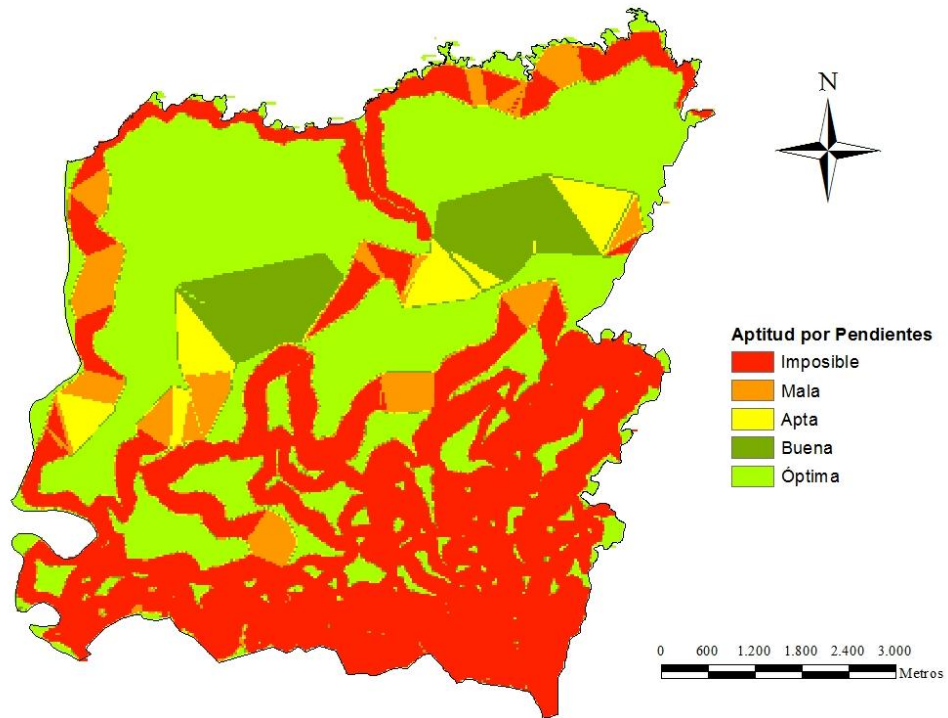 N
Aptitud por Pendientes
Imposible
Mala
Apta
Buena
Óptima
0 600 1.200 1.800 2.400 3.000
Metros